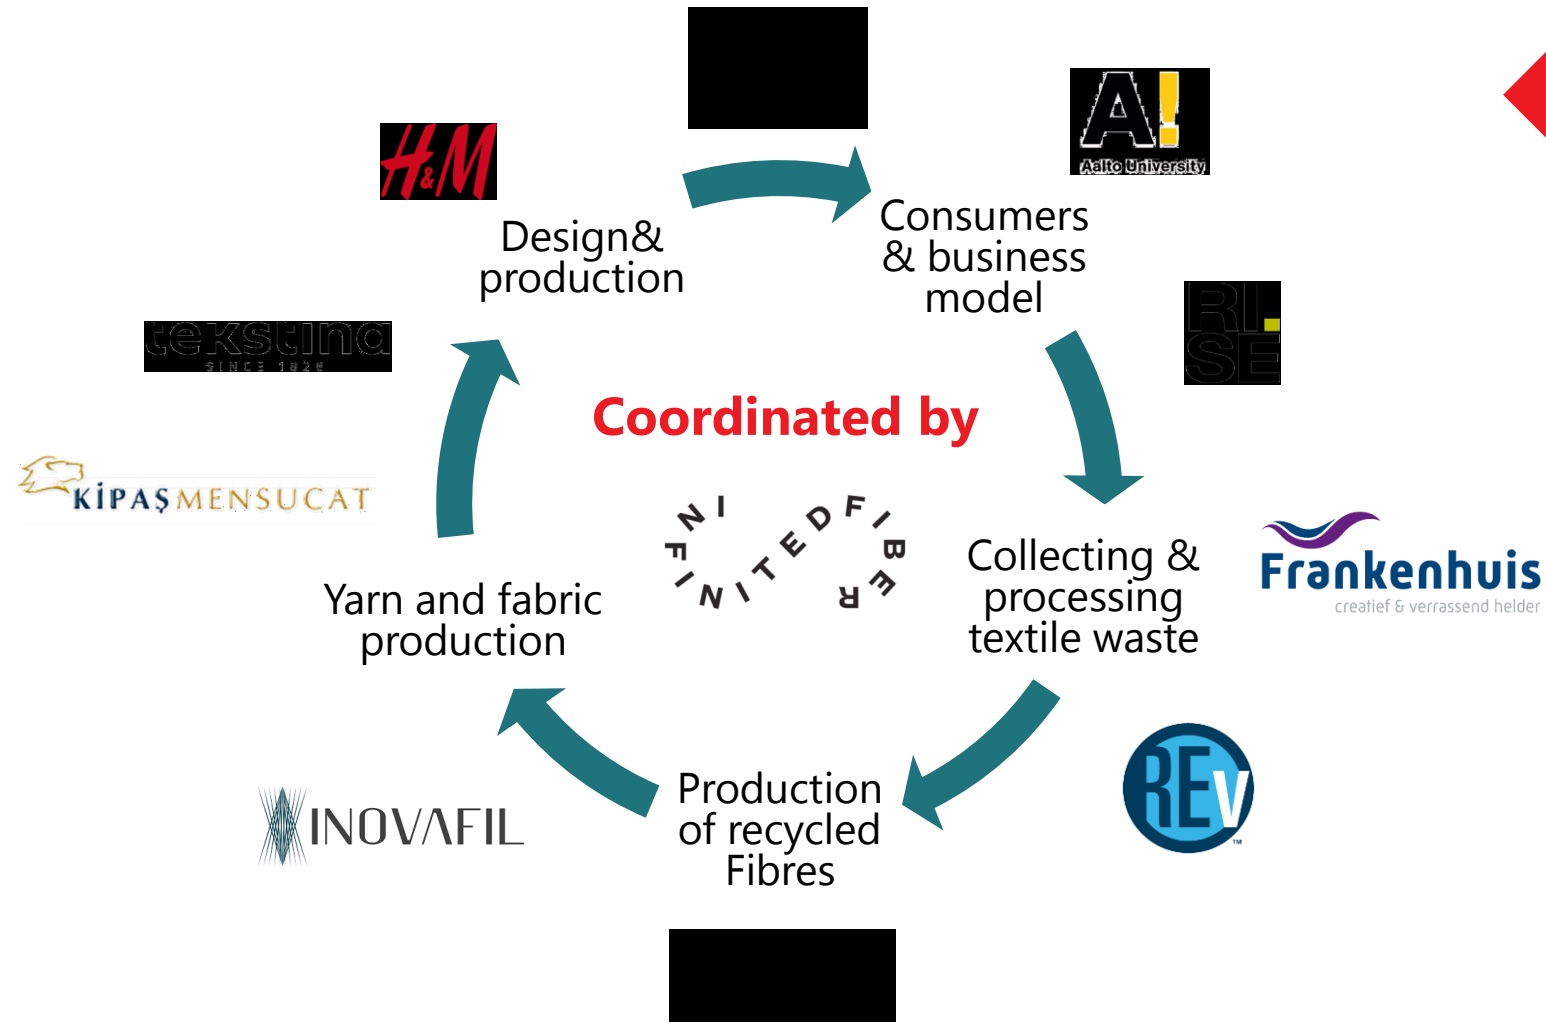 H&M
A!
Aalto University
Design&
production
Consumers
& business
model
RI.
SE
tekstina
SINCE 1828
Coordinated by
KİPAŞ MENSUCAT
INFINITED FIBER
Collecting &
processing
textile waste
Frankenhuis
creatief & verrassend helder
Yarn and fabric
production
REV
™
INOVAFIL
Production
of recycled
Fibres